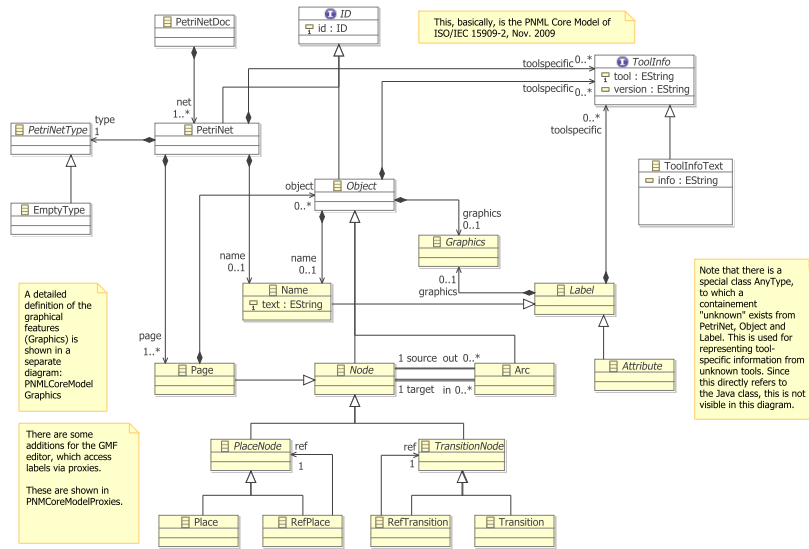 PetriNetDoc
ID
id : ID
This, basically, is the PNML Core Model of
ISO/IEC 15909-2, Nov. 2009
toolspecific
0..*
toolspecific
0..*
ToolInfo
tool : EString
version : EString
net
1..*
PetriNetType
type
1
PetriNet
0..*
toolspecific
ToolInfoText
info : EString
EmptyType
object
0..*
Object
graphics
0..1
Graphics
name
0..1
name
0..1
0..1
graphics
Name
text : EString
Label
A detailed
definition of the
graphical
features
(Graphics) is
shown in a
separate
diagram:
PNMLCoreModel
Graphics
Note that there is a
special class AnyType,
to which a
containement
"unknown" exists from
PetriNet, Object and
Label. This is used for
representing tool-
specific information from
unknown tools. Since
this directly refers to
the Java class, this is not
visible in this diagram.
page
1..*
Page
Node
1 source
out 0..*
1 target
in 0..*
Arc
Attribute
There are some
additions for the GMF
editor, which access
labels via proxies.
These are shown in
PNMCoreModelProxies.
PlaceNode
ref
1
ref
1
TransitionNode
Place
RefPlace
RefTransition
Transition